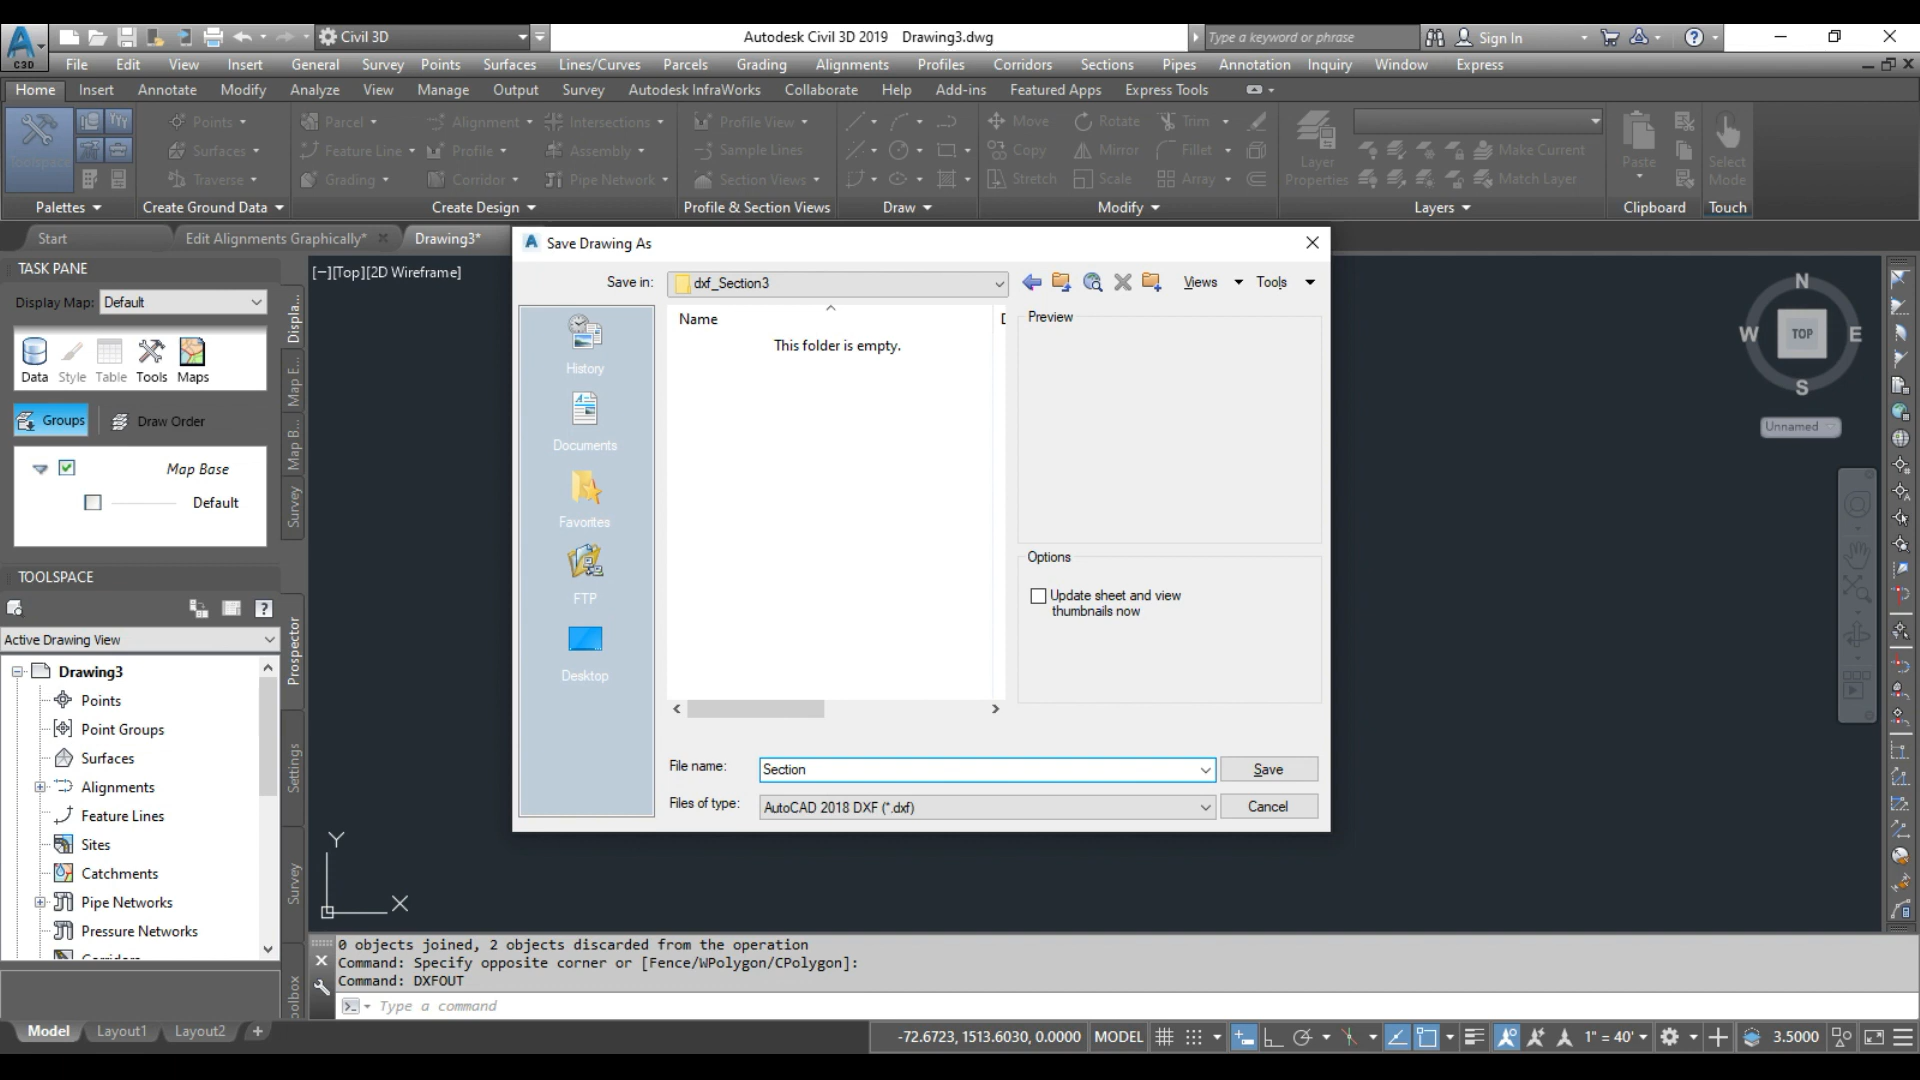 Civil 3D
Autodesk Civil 3D 2019 Drawing3.dwg
Type a keyword or phrase
Sign In
C3D
File Edit View Insert General Survey Points Surfaces Lines/Curves Parcels Grading Alignments Profiles Corridors Sections Pipes Annotation Inquiry Window Express
Home Insert Annotate Modify Analyze View Manage Output Survey Autodesk InfraWorks Collaborate Help Add-ins Featured Apps Express Tools
Points Parcel Alignment Intersections Profile View Move Rotate Trim
Surfaces Feature Line Profile Assembly Sample Lines Copy Mirror Fillet Make Current
Traverse Grading Corridor Pipe Network Section Views Stretch Scale Array Match Layer
Layer
Properties
Paste
Select
Mode
Palettes Create Ground Data Create Design Profile & Section Views Draw Modify Layers Clipboard Touch
Start Edit Alignments Graphically* Drawing3*
TASK PANE
Display Map: Default
Data Style Table Tools Maps
Groups Draw Order
Map Base
Default
Displa...
Map E...
Map B...
Survey
TOOLSPACE
Active Drawing View
Drawing3
Points
Point Groups
Surfaces
Alignments
Feature Lines
Sites
Catchments
Pipe Networks
Pressure Networks
Corridors
Prospector
Settings
Survey
[−][Top][2D Wireframe]
Save Drawing As
Save in: dxf_Section3
Views Tools
Name
This folder is empty.
History
Documents
Favorites
FTP
Desktop
Preview
Options
Update sheet and view
thumbnails now
File name: Section
Save
Files of type: AutoCAD 2018 DXF (*.dxf)
Cancel
N
W TOP E
S
Unnamed
Y
X
0 objects joined, 2 objects discarded from the operation
Command: Specify opposite corner or [Fence/WPolygon/CPolygon]:
Command: DXFOUT
Type a command
Model Layout1 Layout2 +
-72.6723, 1513.6030, 0.0000 MODEL 1" = 40' 3.5000